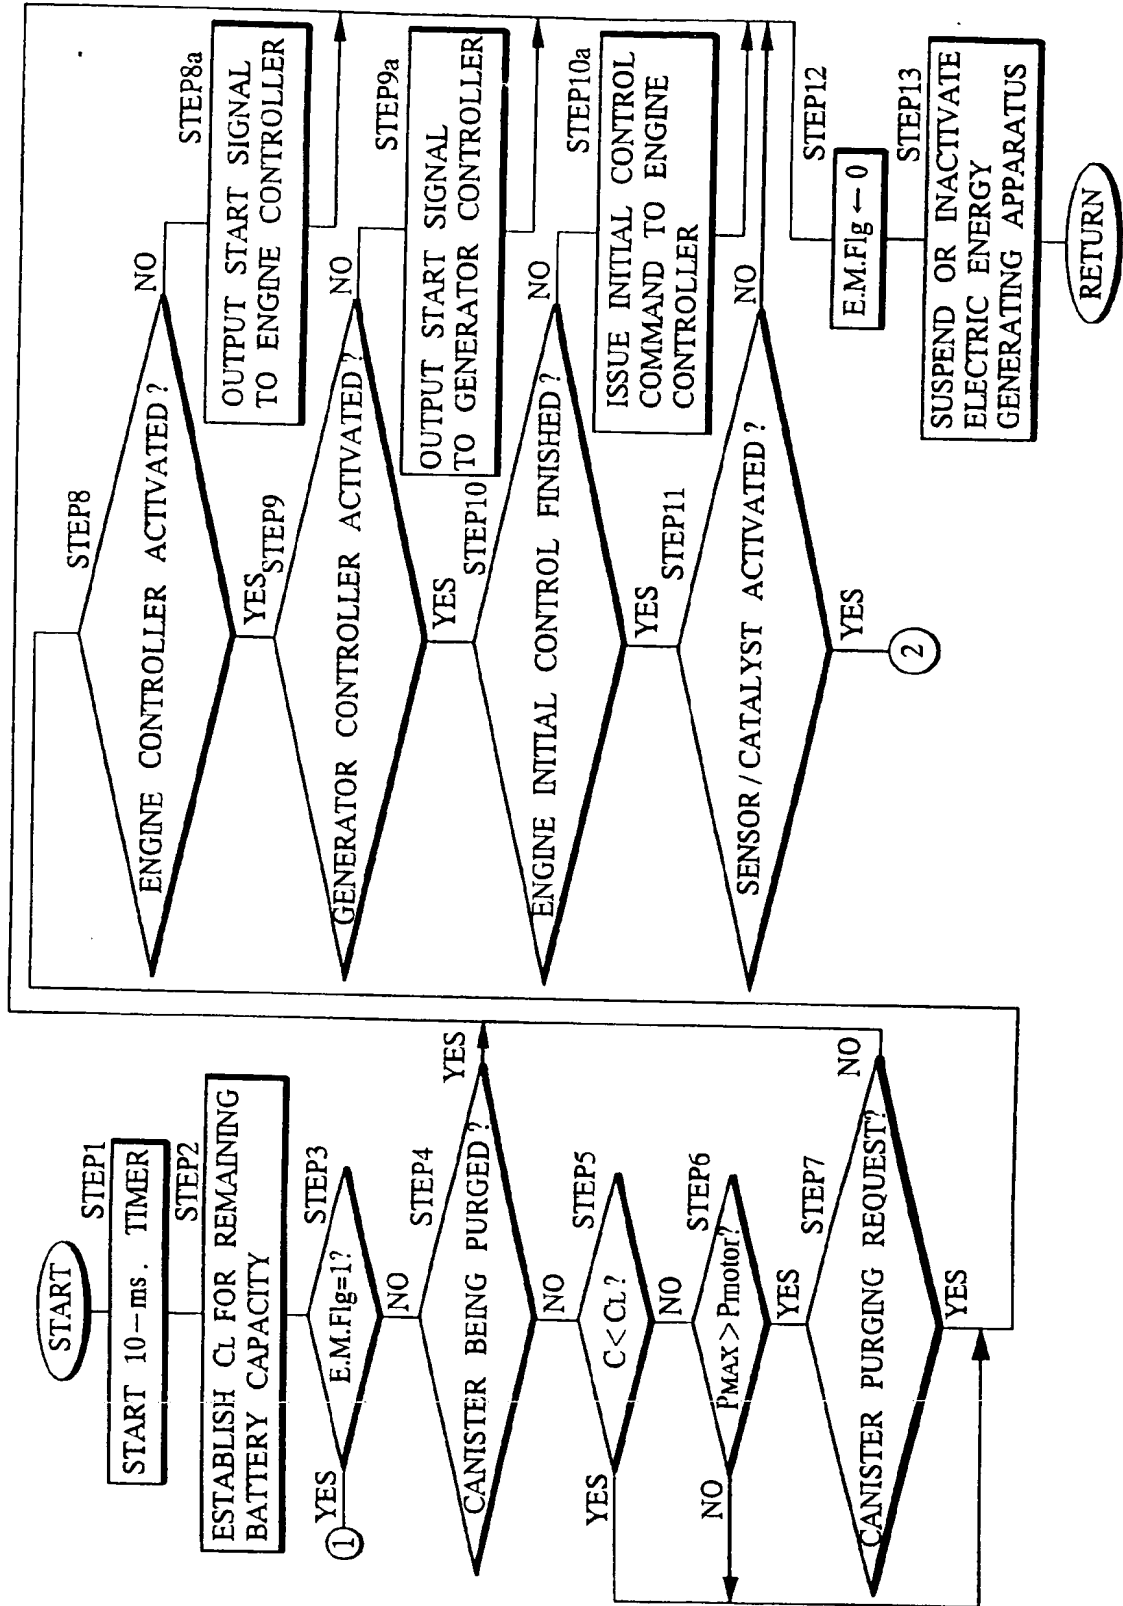 START
STEP1
START 10-ms. TIMER
STEP2
ESTABLISH CL FOR REMAINING
BATTERY CAPACITY
STEP3
E.M.Flg=1?
YES
1
NO
STEP4
CANISTER BEING PURGED?
YES
NO
STEP5
C<CL?
YES
NO
STEP6
PMAX>Pmotor?
NO
YES
STEP7
CANISTER PURGING REQUEST?
NO
YES
STEP8
ENGINE CONTROLLER ACTIVATED?
NO
STEP8a
OUTPUT START SIGNAL
TO ENGINE CONTROLLER
YES
STEP9
GENERATOR CONTROLLER ACTIVATED?
NO
STEP9a
OUTPUT START SIGNAL
TO GENERATOR CONTROLLER
YES
STEP10
ENGINE INITIAL CONTROL FINISHED?
NO
STEP10a
ISSUE INITIAL CONTROL
COMMAND TO ENGINE
CONTROLLER
YES
STEP11
SENSOR/CATALYST ACTIVATED?
NO
YES
2
STEP12
E.M.Flg ← 0
STEP13
SUSPEND OR INACTIVATE
ELECTRIC ENERGY
GENERATING APPARATUS
RETURN